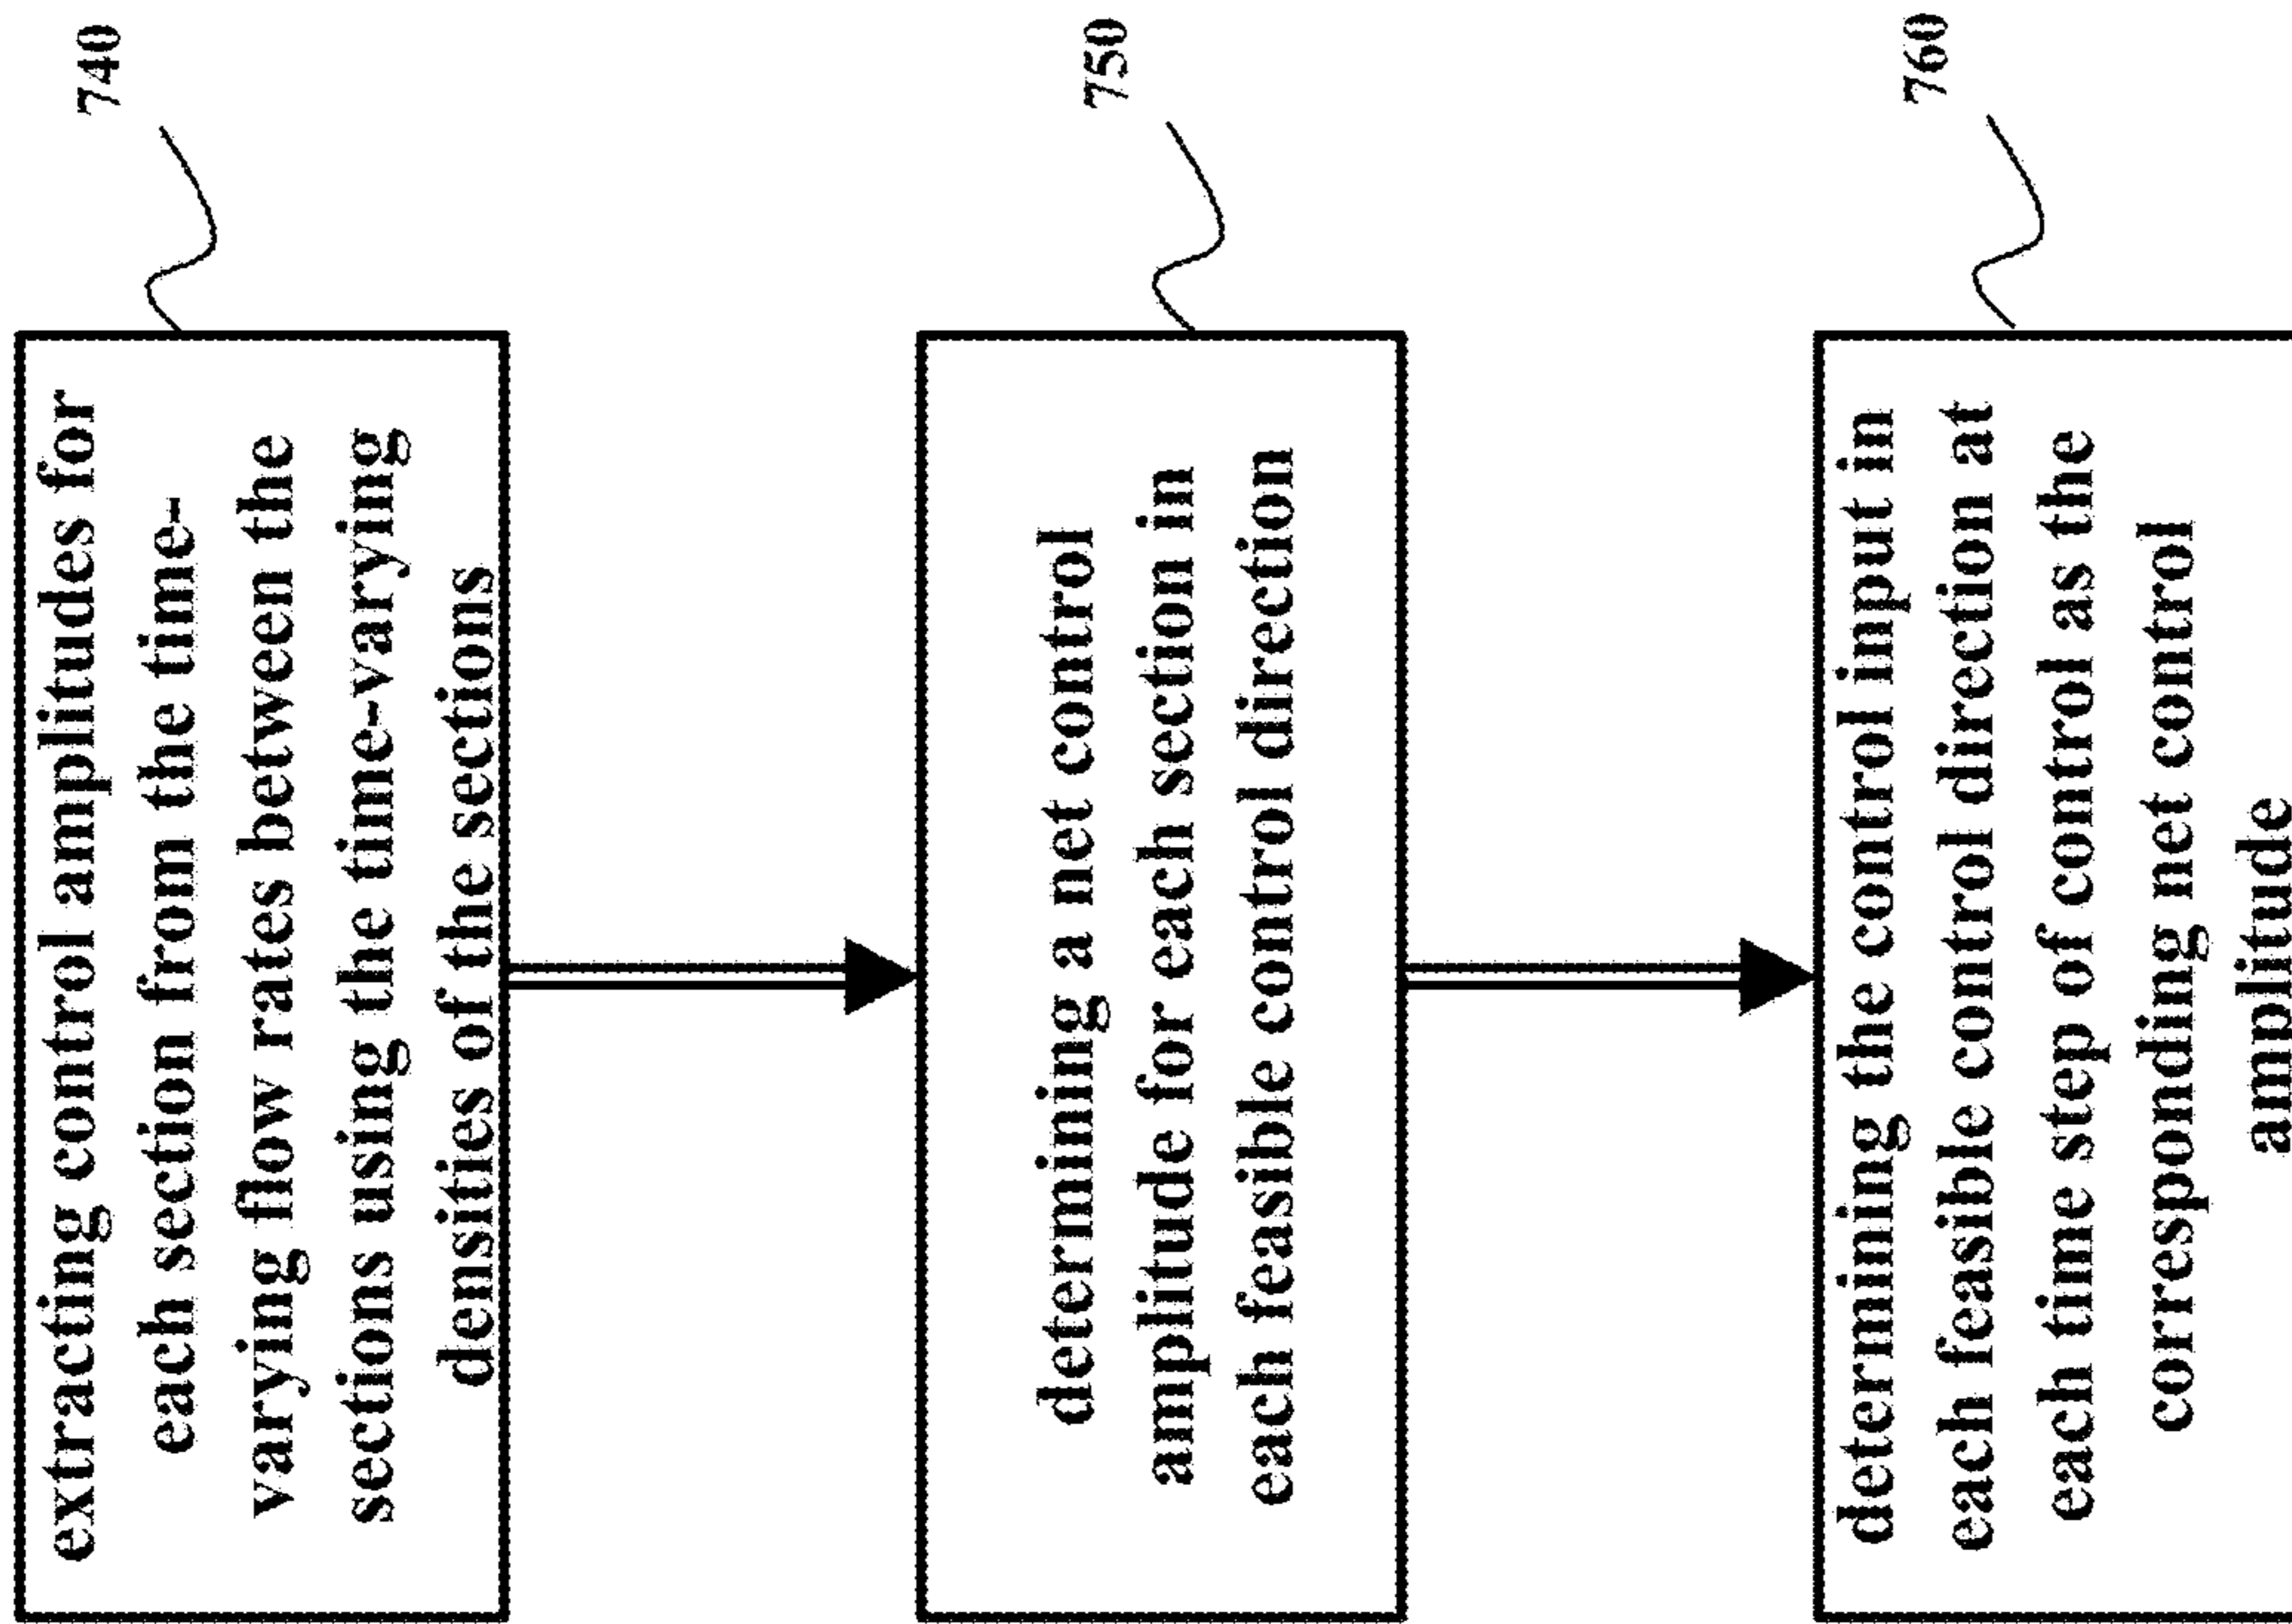 740
extracting control amplitudes for
each section from the time-
varying flow rates between the
sections using the time-varying
densities of the sections
750
determining a net control
amplitude for each section in
each feasible control direction
760
determining the control input in
each feasible control direction at
each time step of control as the
corresponding net control
amplitude